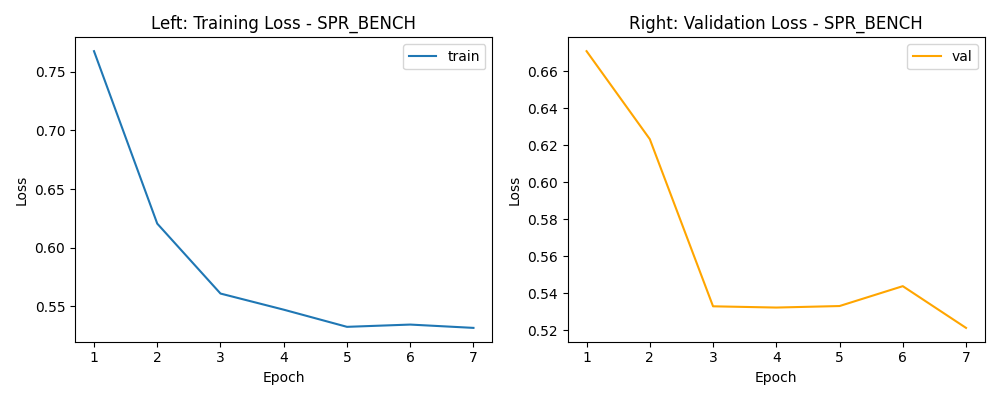 Left: Training Loss - SPR_BENCH
train
0.75
0.70
0.65
0.60
0.55
Loss
1 2 3 4 5 6 7
Epoch
Right: Validation Loss - SPR_BENCH
val
0.66
0.64
0.62
0.60
0.58
0.56
0.54
0.52
Loss
1 2 3 4 5 6 7
Epoch